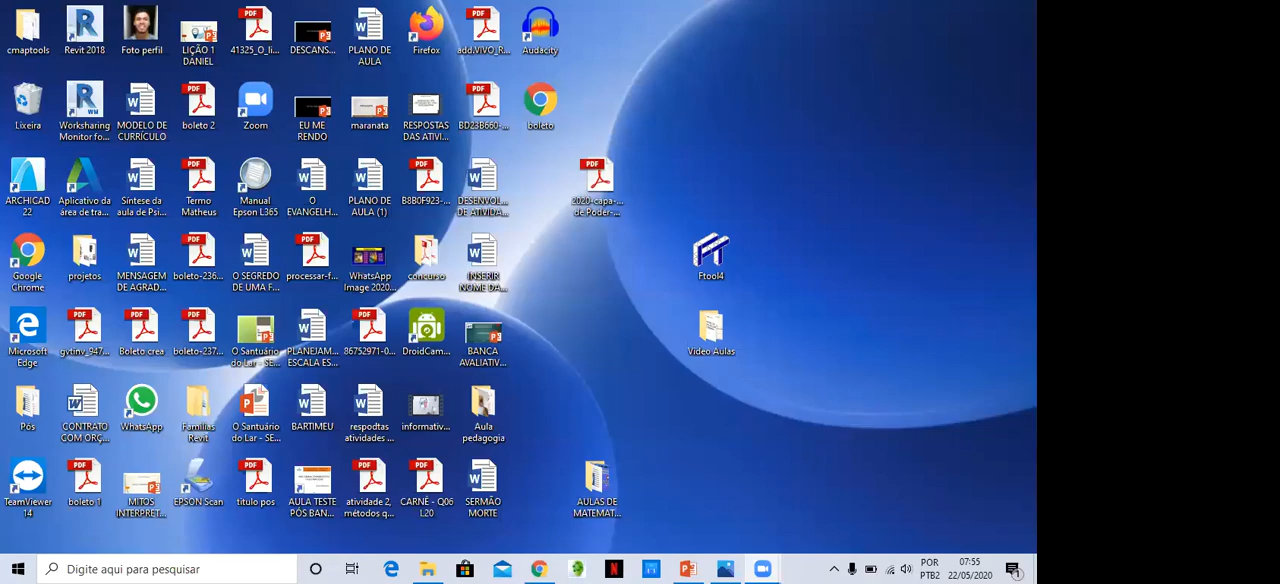 cmaptools
Revit 2018
Foto perfil
LIÇÃO 1
DANIEL
41325_O_li...
DESCANS...
PLANO DE
AULA
Firefox
add.VIVO_R...
Audacity
Lixeira
Worksharing
Monitor fo...
MODELO DE
CURRÍCULO
boleto 2
Zoom
EU ME
RENDO
maranata
RESPOSTAS
DAS ATIVI...
BD23B660-...
boleto
ARCHICAD
22
Aplicativo da
área de tra...
Síntese da
aula de Psi...
Termo
Matheus
Manual
Epson L365
O
EVANGELH...
PLANO DE
AULA (1)
B8B0F923-...
DESENVOL...
DE ATIVIDA...
2020-capa-...
de Poder-...
Google
Chrome
projetos
MENSAGEM
DE AGRAD...
boleto-236...
O SEGREDO
DE UMA F...
processar-f...
WhatsApp
Image 2020...
concurso
INSERIR
NOME DA...
Ftool4
Microsoft
Edge
gvtinv_947...
Boleto crea
boleto-237...
O Santuário
do Lar - SE...
PLANEJAM...
ESCALA ES...
86752971-0...
DroidCam...
BANCA
AVALIATIV...
Video Aulas
Pós
CONTRATO
COM ORÇ...
WhatsApp
Famílias
Revit
O Santuário
do Lar - SE...
BARTIMEU
respodtas
atividades ...
informativ...
Aula
pedagogia
TeamViewer
14
boleto 1
MITOS
INTERPRET...
EPSON Scan
titulo pos
AULA TESTE
PÓS BAN...
atividade 2,
métodos q...
CARNÊ - Q06
L20
SERMÃO
MORTE
AULAS DE
MATEMAT...
Digite aqui para pesquisar
POR
PTB2
07:55
22/05/2020